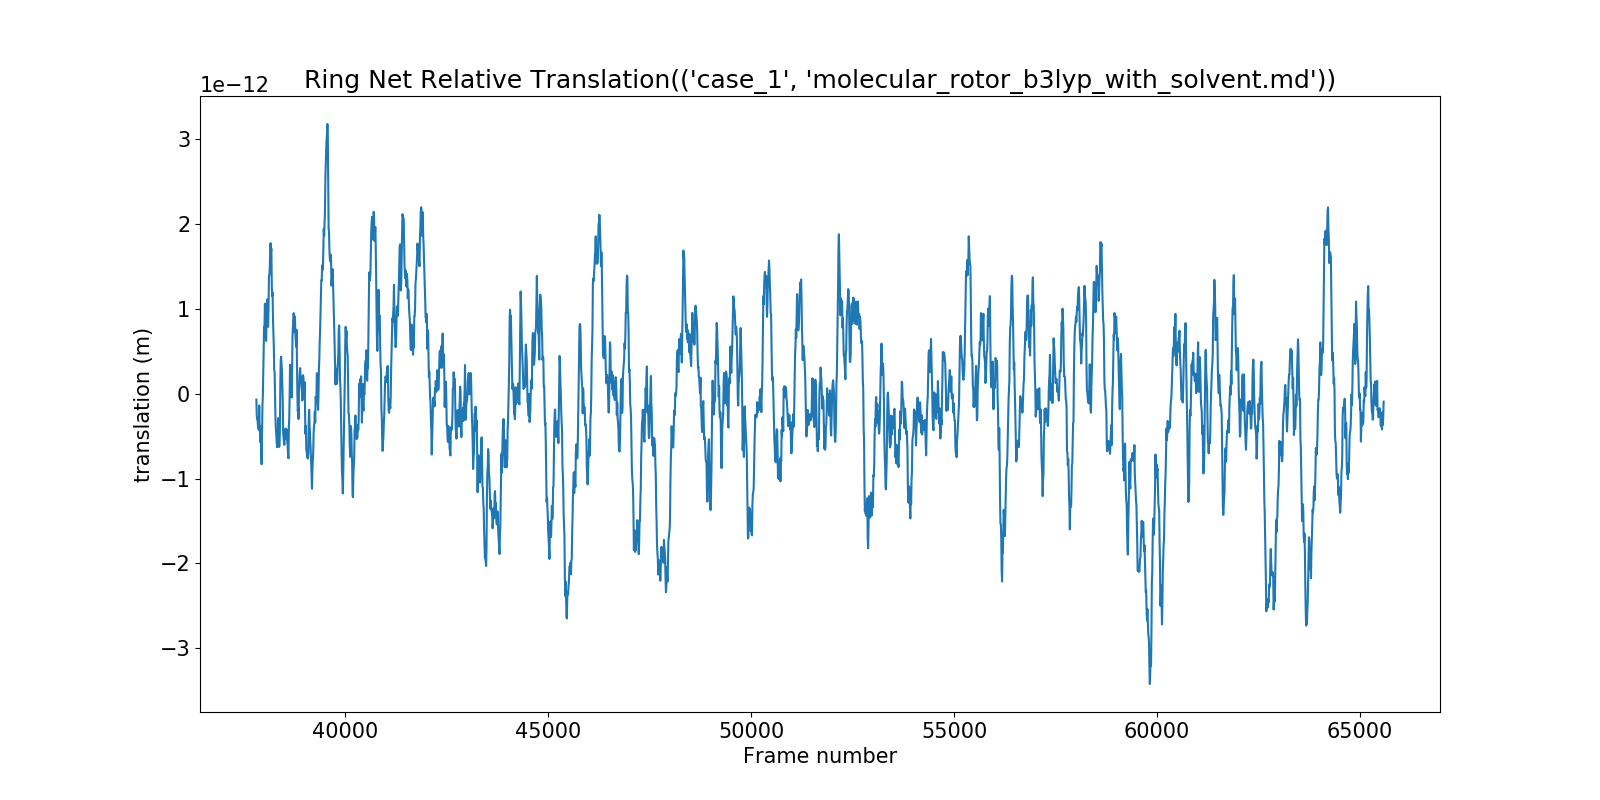 1e−12
Ring Net Relative Translation(('case_1', 'molecular_rotor_b3lyp_with_solvent.md'))
translation (m)
3
2
1
0
−1
−2
−3
40000 45000 50000 55000 60000 65000
Frame number